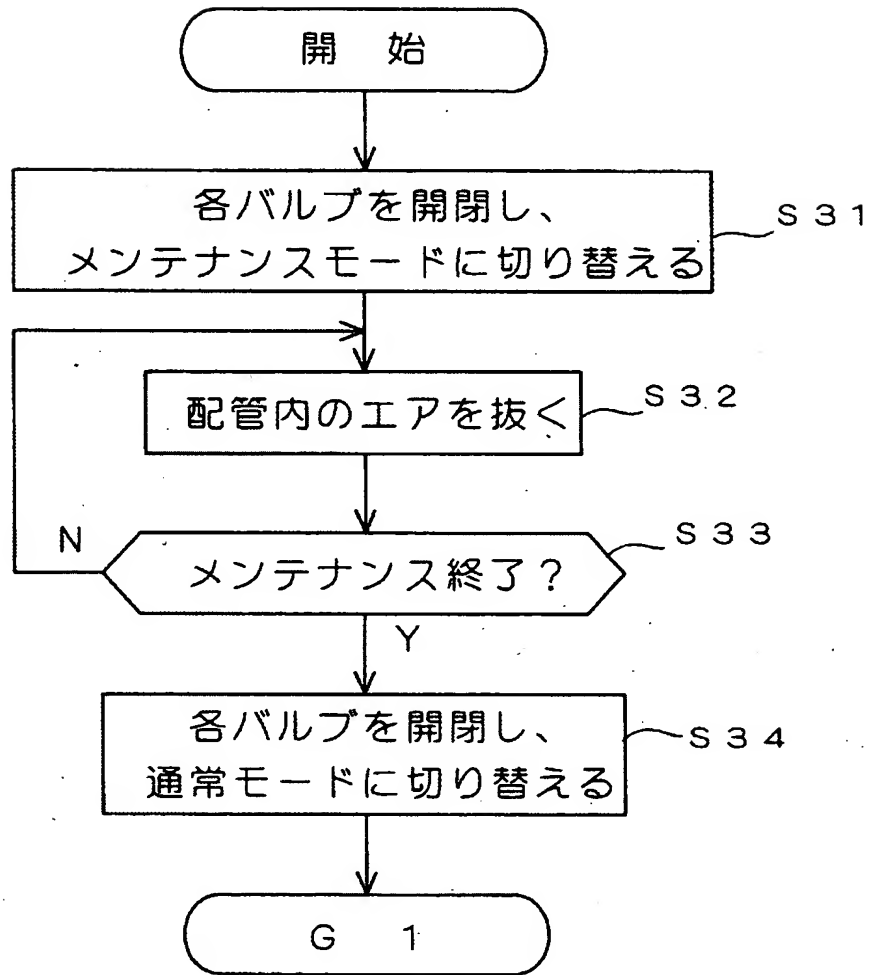 開 始
各バルブを開閉し、
メンテナンスモードに切り替える
S31
配管内のエアを抜く
S32
メンテナンス終了?
S33
N
Y
各バルブを開閉し、
通常モードに切り替える
S34
G 1